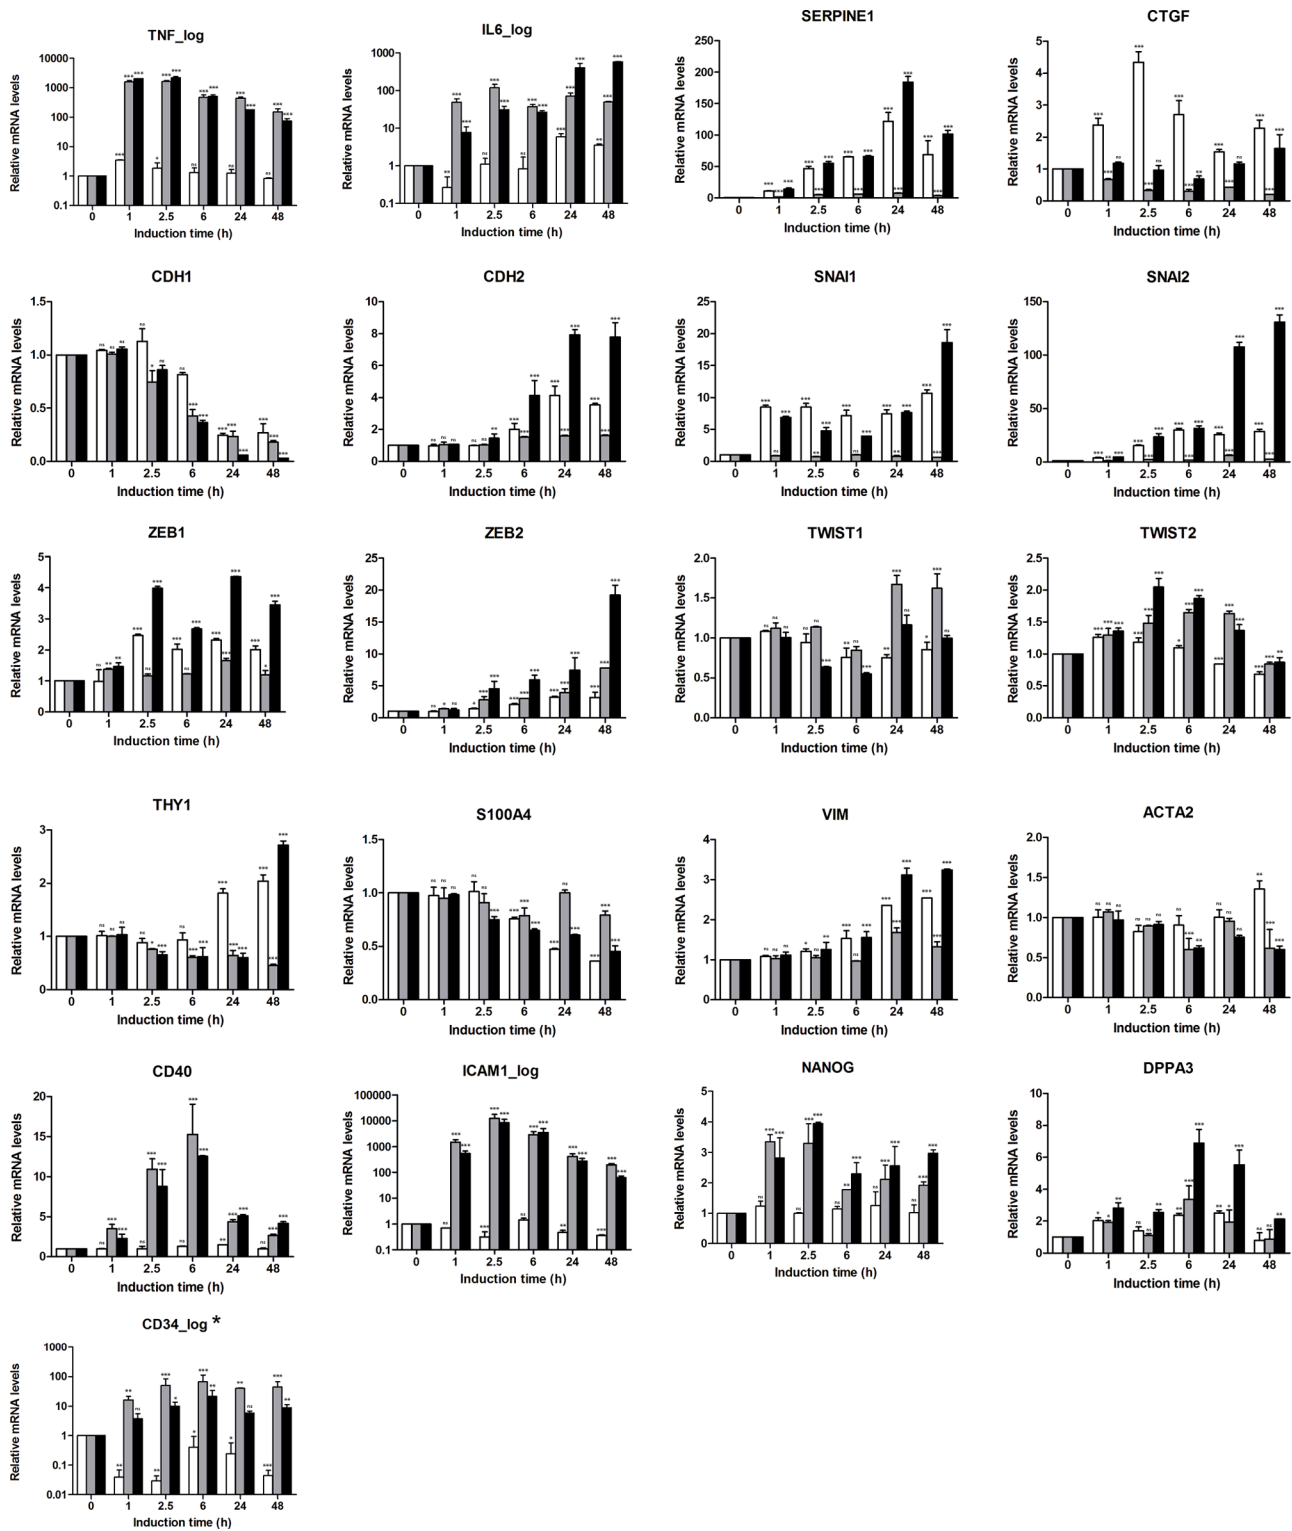 TNF_log
Relative mRNA levels
10000
1000
100
10
1
0.1
0 1 2.5 6 24 48
Induction time (h)
IL6_log
Relative mRNA levels
1000
100
10
1
0.1
0 1 2.5 6 24 48
Induction time (h)
SERPINE1
Relative mRNA levels
250
200
150
100
50
0
0 1 2.5 6 24 48
Induction time (h)
CTGF
Relative mRNA levels
5
4
3
2
1
0
0 1 2.5 6 24 48
Induction time (h)
CDH1
Relative mRNA levels
1.5
1.0
0.5
0.0
0 1 2.5 6 24 48
Induction time (h)
CDH2
Relative mRNA levels
10
8
6
4
2
0
0 1 2.5 6 24 48
Induction time (h)
SNAI1
Relative mRNA levels
25
20
15
10
5
0
0 1 2.5 6 24 48
Induction time (h)
SNAI2
Relative mRNA levels
150
100
50
0
0 1 2.5 6 24 48
Induction time (h)
ZEB1
Relative mRNA levels
5
4
3
2
1
0
0 1 2.5 6 24 48
Induction time (h)
ZEB2
Relative mRNA levels
25
20
15
10
5
0
0 1 2.5 6 24 48
Induction time (h)
TWIST1
Relative mRNA levels
2.0
1.5
1.0
0.5
0.0
0 1 2.5 6 24 48
Induction time (h)
TWIST2
Relative mRNA levels
2.5
2.0
1.5
1.0
0.5
0.0
0 1 2.5 6 24 48
Induction time (h)
THY1
Relative mRNA levels
3
2
1
0
0 1 2.5 6 24 48
Induction time (h)
S100A4
Relative mRNA levels
1.5
1.0
0.5
0.0
0 1 2.5 6 24 48
Induction time (h)
VIM
Relative mRNA levels
4
3
2
1
0
0 1 2.5 6 24 48
Induction time (h)
ACTA2
Relative mRNA levels
2.0
1.5
1.0
0.5
0.0
0 1 2.5 6 24 48
Induction time (h)
CD40
Relative mRNA levels
20
15
10
5
0
0 1 2.5 6 24 48
Induction time (h)
ICAM1_log
Relative mRNA levels
100000
10000
1000
100
10
1
0.1
0 1 2.5 6 24 48
Induction time (h)
NANOG
Relative mRNA levels
5
4
3
2
1
0
0 1 2.5 6 24 48
Induction time (h)
DPPA3
Relative mRNA levels
10
8
6
4
2
0
0 1 2.5 6 24 48
Induction time (h)
CD34_log *
Relative mRNA levels
1000
100
10
1
0.1
0.01
0 1 2.5 6 24 48
Induction time (h)